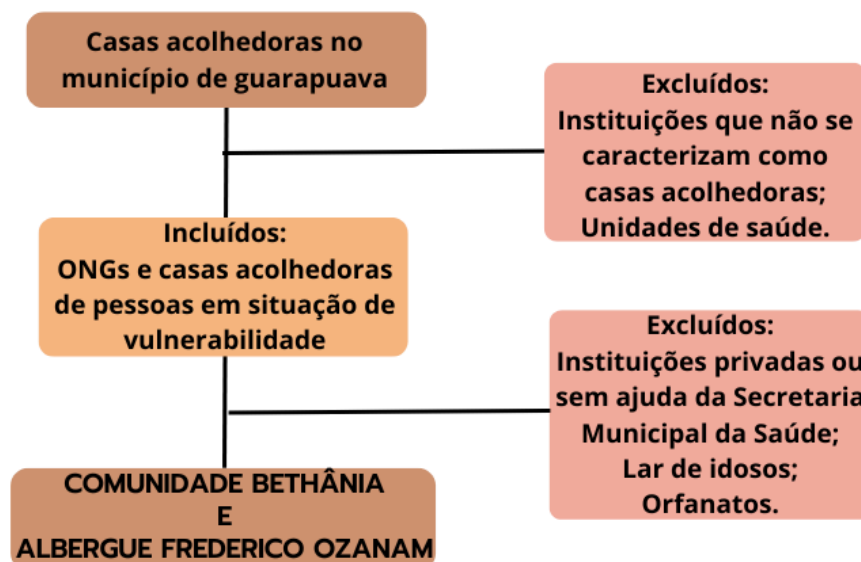 Casas acolhedoras no
município de guarapuava
Excluídos:
Instituições que não se
caracterizam como
casas acolhedoras;
Unidades de saúde.
Incluídos:
ONGs e casas acolhedoras
de pessoas em situação de
vulnerabilidade
Excluídos:
Instituições privadas ou
sem ajuda da Secretaria
Municipal da Saúde;
Lar de idosos;
Orfanatos.
COMUNIDADE BETHÂNIA
E
ALBERGUE FREDERICO OZANAM